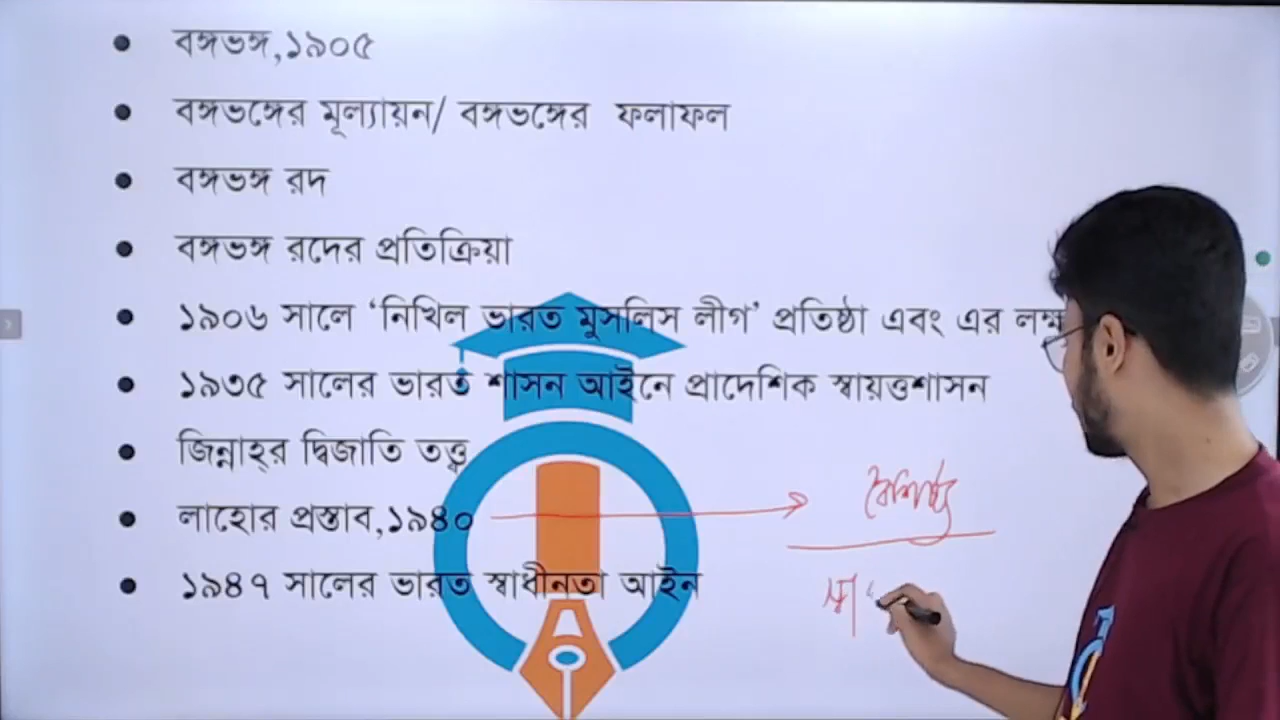 বঙ্গভঙ্গ,১৯০৫
বঙ্গভঙ্গের মূল্যায়ন/ বঙ্গভঙ্গের ফলাফল
বঙ্গভঙ্গ রদ
বঙ্গভঙ্গ রদের প্রতিক্রিয়া
১৯০৬ সালে ‘নিখিল ভারত মুসলিস লীগ’ প্রতিষ্ঠা এবং এর
১৯৩৫ সালের ভারত শাসন আইনে প্রাদেশিক স্বায়ত্তশাসন
জিন্নাহ্‌র দ্বিজাতি তত্ত্ব
লাহোর প্রস্তাব,১৯৪০
বৈশিষ্ট্য
১৯৪৭ সালের ভারত স্বাধীনতা আইন